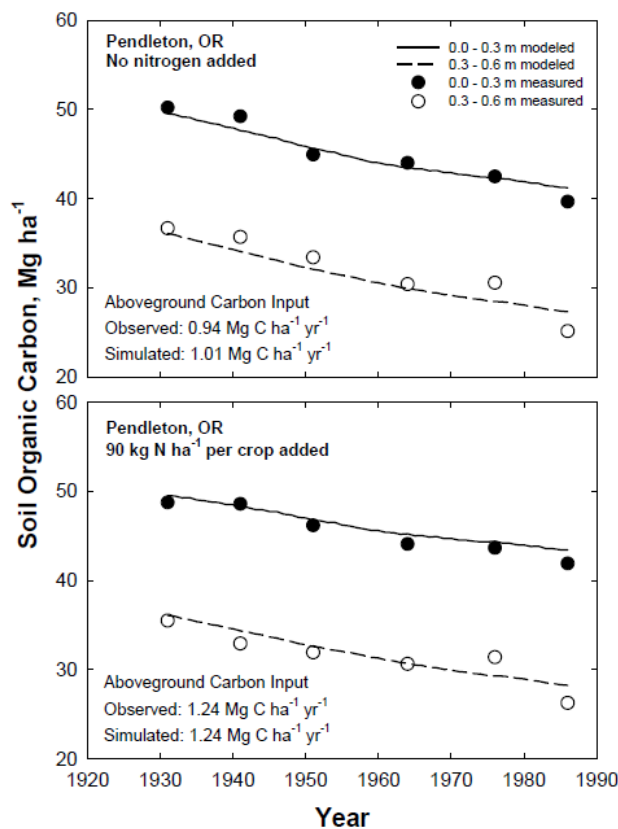 60
Pendleton, OR
No nitrogen added
0.0 - 0.3 m modeled
0.3 - 0.6 m modeled
0.0 - 0.3 m measured
0.3 - 0.6 m measured
50
40
30
Aboveground Carbon Input
Observed: 0.94 Mg C ha⁻¹ yr⁻¹
Simulated: 1.01 Mg C ha⁻¹ yr⁻¹
20
Soil Organic Carbon, Mg ha⁻¹
60
Pendleton, OR
90 kg N ha⁻¹ per crop added
50
40
30
Aboveground Carbon Input
Observed: 1.24 Mg C ha⁻¹ yr⁻¹
Simulated: 1.24 Mg C ha⁻¹ yr⁻¹
20
1920 1930 1940 1950 1960 1970 1980 1990
Year